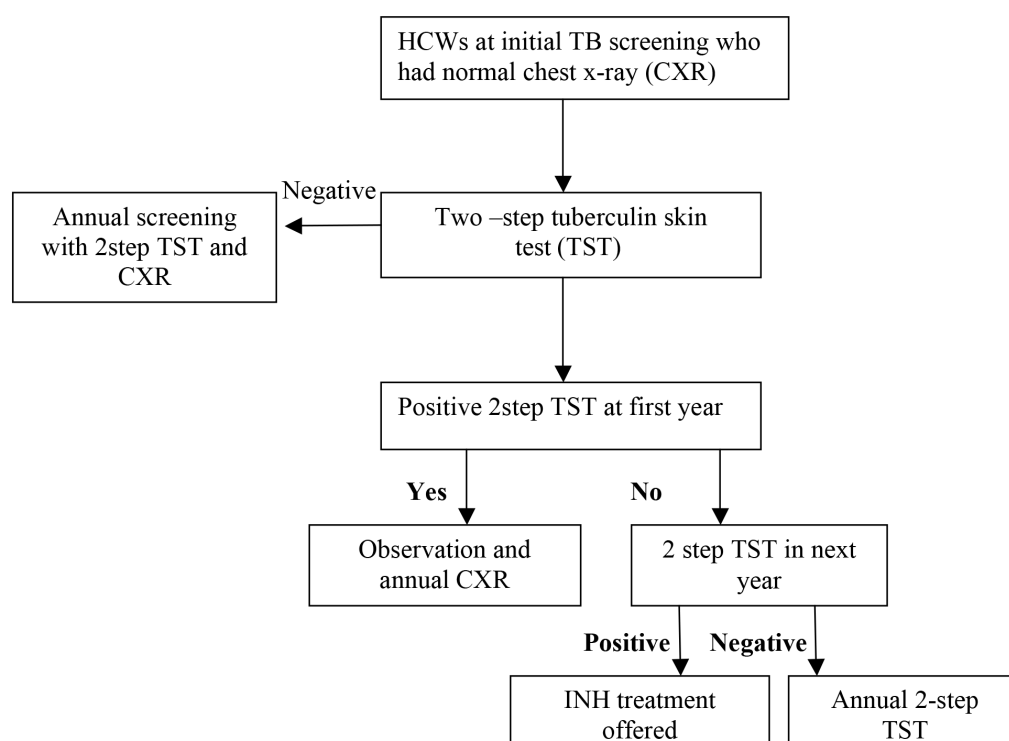 HCWs at initial TB screening who
had normal chest x-ray (CXR)
Negative
Annual screening
with 2step TST and
CXR
Two –step tuberculin skin
test (TST)
Positive 2step TST at first year
Yes
No
Observation and
annual CXR
2 step TST in next
year
Positive
Negative
INH treatment
offered
Annual 2-step
TST